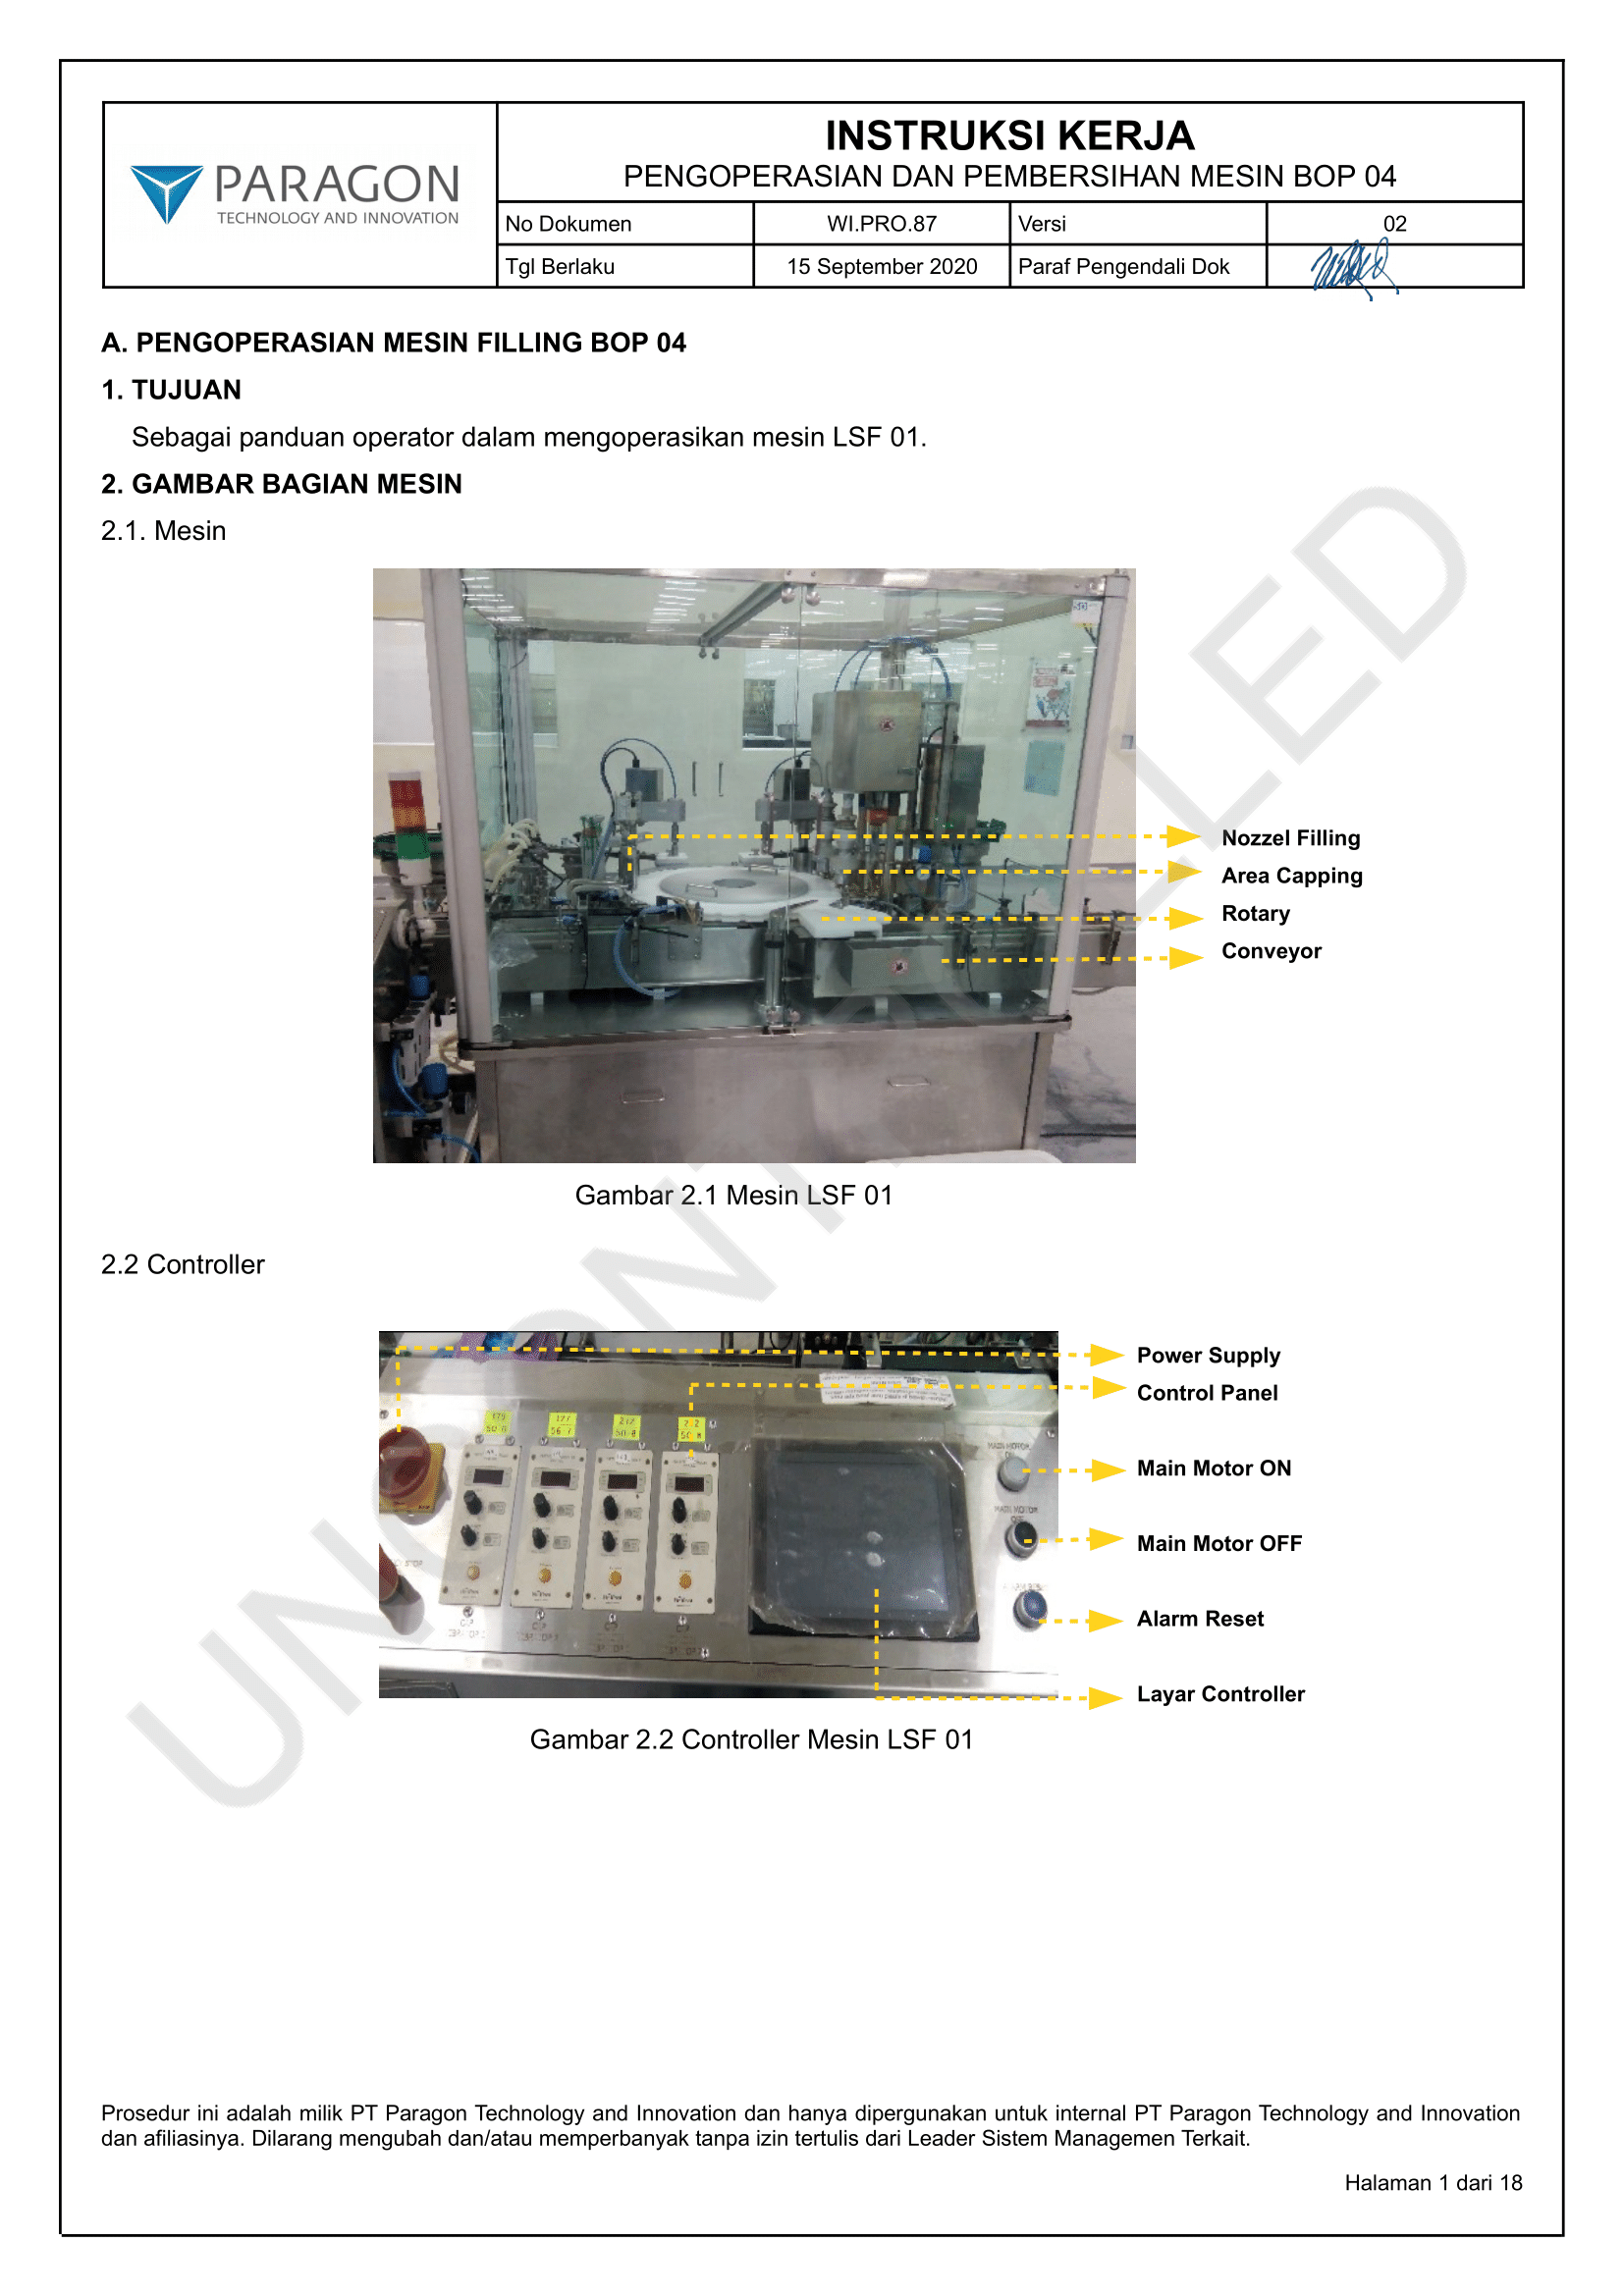 PARAGON
TECHNOLOGY AND INNOVATION
INSTRUKSI KERJA
PENGOPERASIAN DAN PEMBERSIHAN MESIN BOP 04
No Dokumen WI.PRO.87 Versi 02
Tgl Berlaku 15 September 2020 Paraf Pengendali Dok
A. PENGOPERASIAN MESIN FILLING BOP 04
1. TUJUAN
Sebagai panduan operator dalam mengoperasikan mesin LSF 01.
2. GAMBAR BAGIAN MESIN
2.1. Mesin
Nozzel Filling
Area Capping
Rotary
Conveyor
Gambar 2.1 Mesin LSF 01
2.2 Controller
Power Supply
Control Panel
Main Motor ON
Main Motor OFF
Alarm Reset
Layar Controller
Gambar 2.2 Controller Mesin LSF 01
Prosedur ini adalah milik PT Paragon Technology and Innovation dan hanya dipergunakan untuk internal PT Paragon Technology and Innovation
dan afiliasinya. Dilarang mengubah dan/atau memperbanyak tanpa izin tertulis dari Leader Sistem Managemen Terkait.
Halaman 1 dari 18